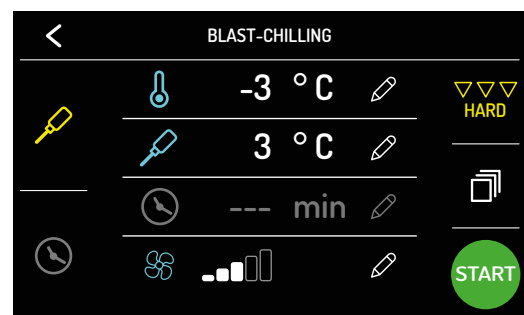 BLAST-CHILLING
-3 °C
HARD
3 °C
--- min
START